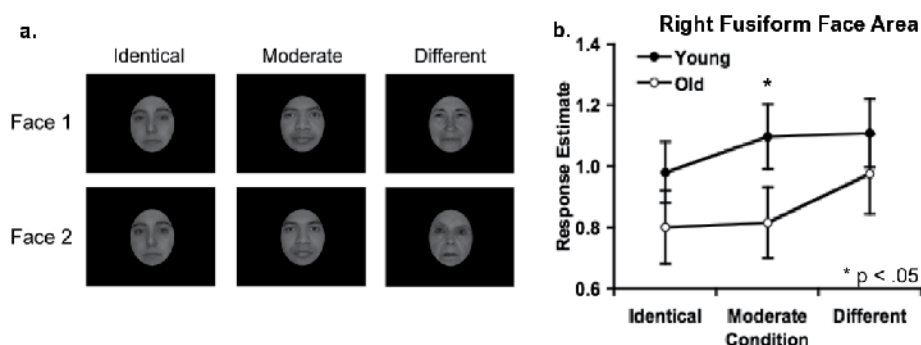 a.
Identical Moderate Different
Face 1
Face 2
b. Right Fusiform Face Area
1.4
Young
Old
*
1.2
1.0
0.8
0.6
Response Estimate
* p < .05
Identical Moderate Different
Condition